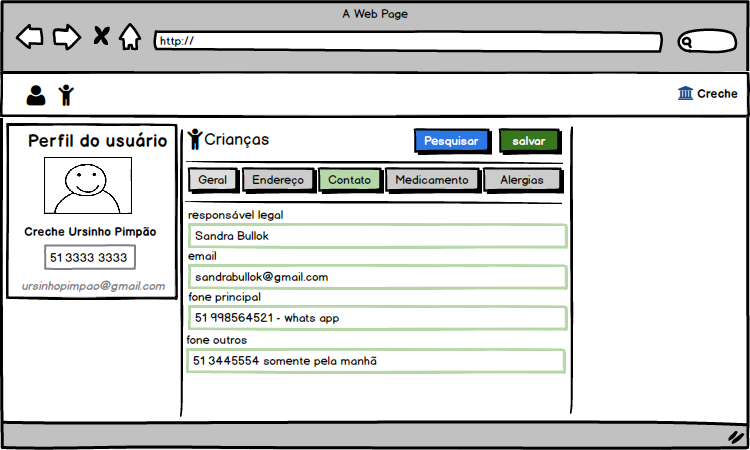 A Web Page
http://
Creche
Perfil do usuário
Creche Ursinho Pimpão
51 3333 3333
ursinhopimpao@gmail.com
Crianças
Pesquisar
salvar
Geral
Endereço
Contato
Medicamento
Alergias
responsável legal
Sandra Bullok
email
sandrabullok@gmail.com
fone principal
51 998564521 - whats app
fone outros
51 3445554 somente pela manhã